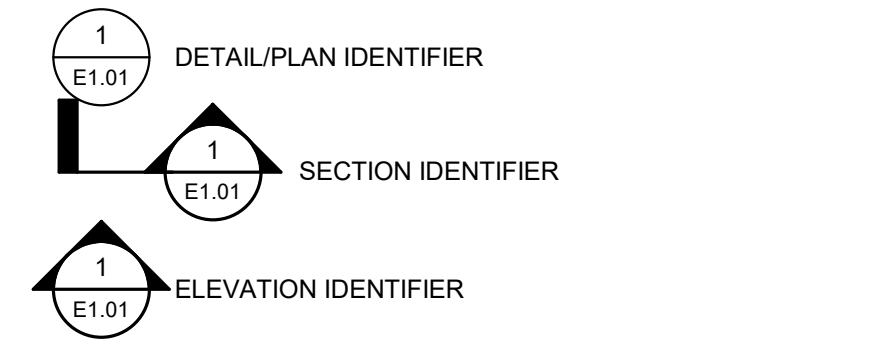 1
E1.01
DETAIL/PLAN IDENTIFIER
1
E1.01
SECTION IDENTIFIER
1
E1.01
ELEVATION IDENTIFIER